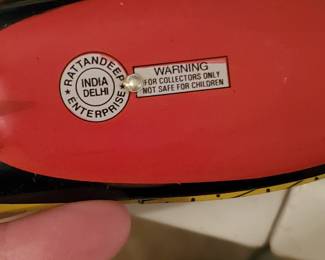 ★ RATTANDEEP ★
INDIA
DELHI
ENTERPRISE
WARNING
FOR COLLECTORS ONLY
NOT SAFE FOR CHILDREN